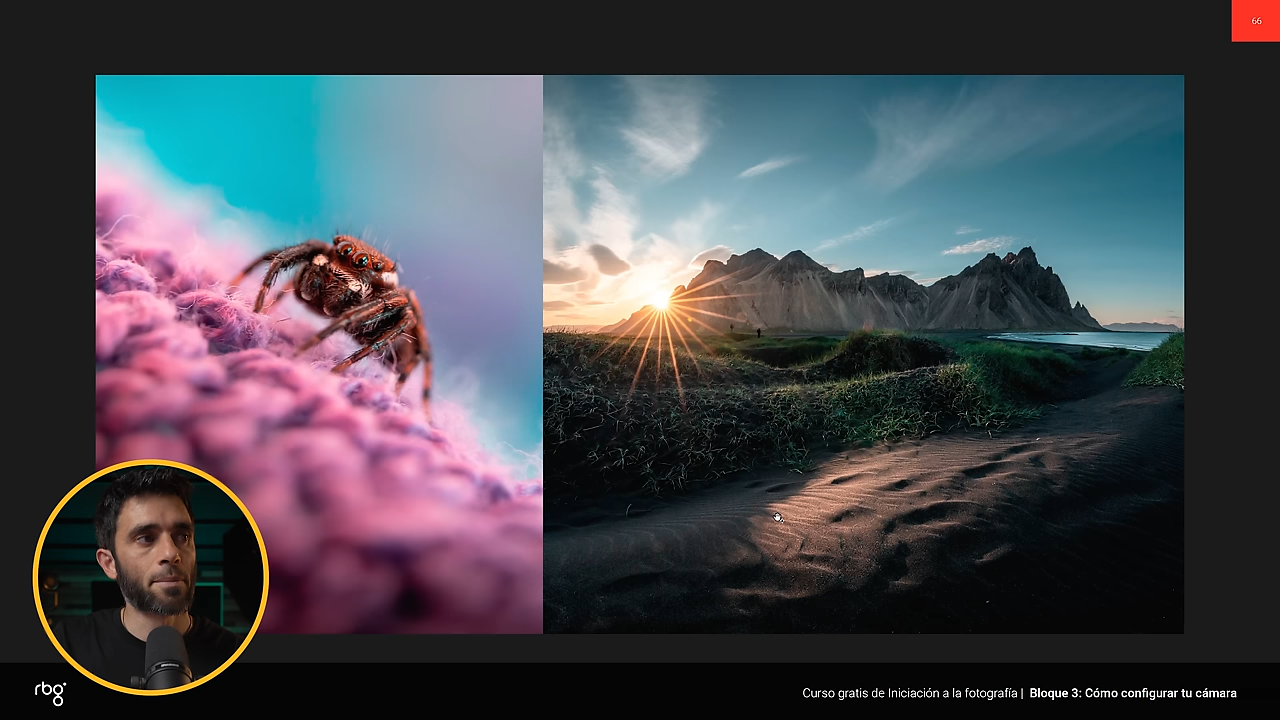 66
rbg
Curso gratis de Iniciación a la fotografía | Bloque 3: Cómo configurar tu cámara